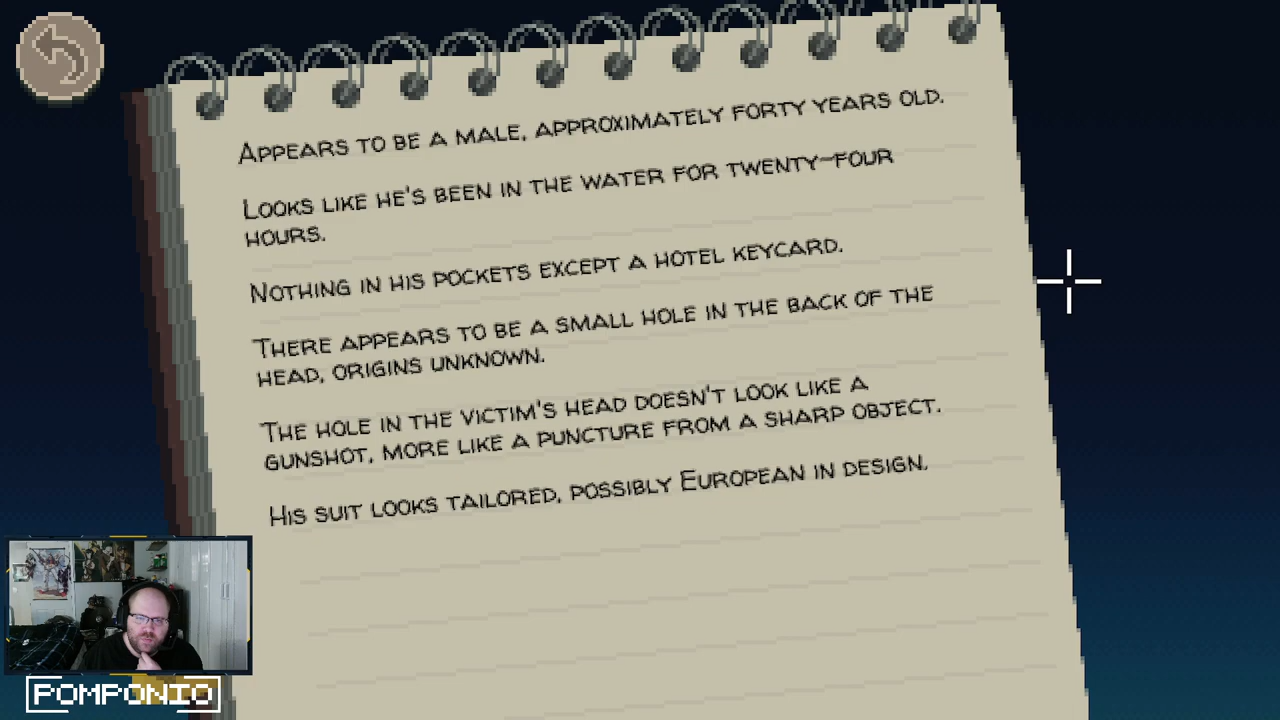 Appears to be a male, approximately forty years old.
Looks like he's been in the water for twenty-four
hours.
Nothing in his pockets except a hotel keycard.
There appears to be a small hole in the back of the
head, origins unknown.
The hole in the victim's head doesn't look like a
gunshot, more like a puncture from a sharp object.
His suit looks tailored, possibly European in design.
POMPONIO